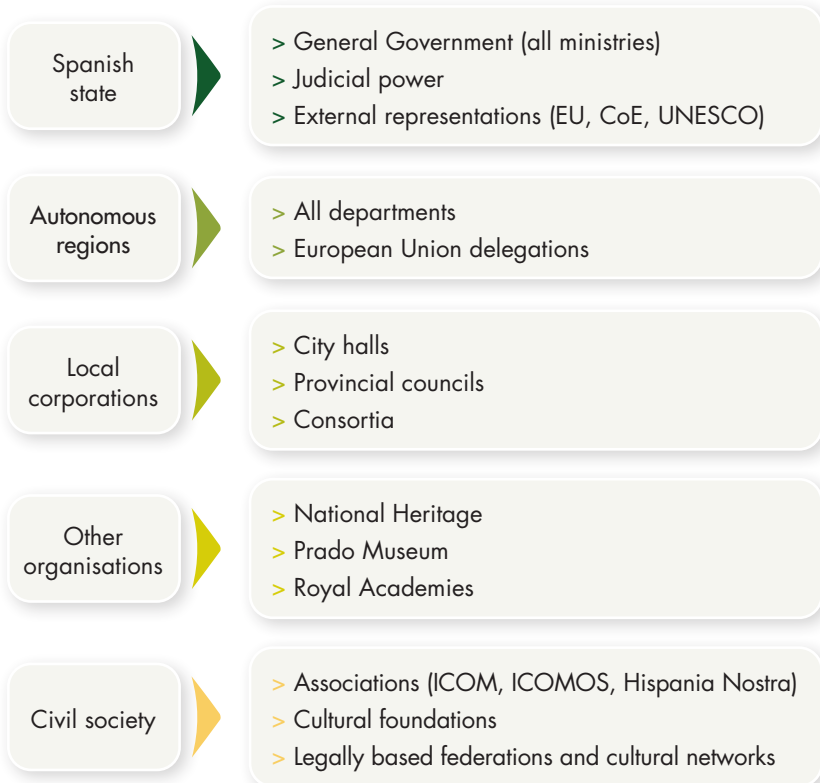 Spanish
state
> General Government (all ministries)
> Judicial power
> External representations (EU, CoE, UNESCO)
Autonomous
regions
> All departments
> European Union delegations
Local
corporations
> City halls
> Provincial councils
> Consortia
Other
organisations
> National Heritage
> Prado Museum
> Royal Academies
Civil society
> Associations (ICOM, ICOMOS, Hispania Nostra)
> Cultural foundations
> Legally based federations and cultural networks